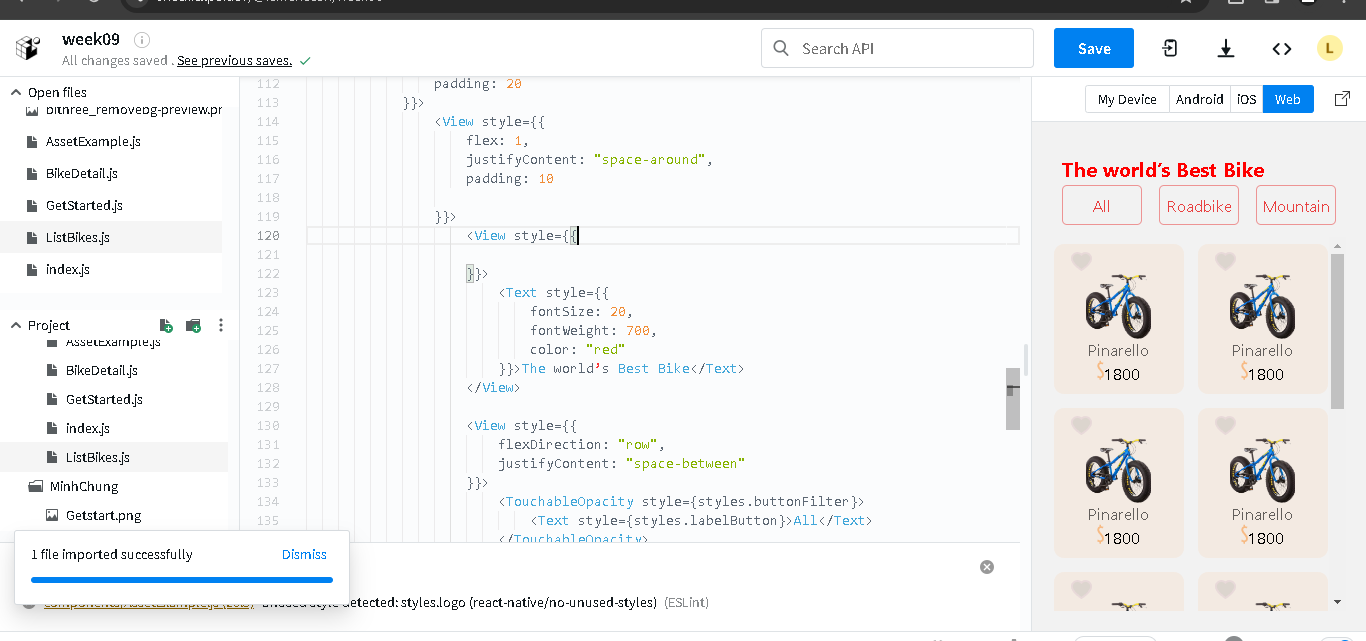 week09
All changes saved . See previous saves.
Search API
Save
L
Open files
bithree_removebg-preview.pr
AssetExample.js
BikeDetail.js
GetStarted.js
ListBikes.js
index.js
Project
AssetExample.js
BikeDetail.js
GetStarted.js
index.js
ListBikes.js
MinhChung
Getstart.png
112 padding: 20
113 }}>
114 <View style={{
115 flex: 1,
116 justifyContent: "space-around",
117 padding: 10
118
119 }}>
120 <View style={{
121
122 }}>
123 <Text style={{
124 fontSize: 20,
125 fontWeight: 700,
126 color: "red"
127 }}>The world’s Best Bike</Text>
128 </View>
129
130 <View style={{
131 flexDirection: "row",
132 justifyContent: "space-between"
133 }}>
134 <TouchableOpacity style={styles.buttonFilter}>
135 <Text style={styles.labelButton}>All</Text>
</TouchableOpacity>
1 file imported successfully
Dismiss
detected: styles.logo (react-native/no-unused-styles) (ESLint)
My Device
Android
iOS
Web
The world’s Best Bike
All
Roadbike
Mountain
Pinarello
$1800
Pinarello
$1800
Pinarello
$1800
Pinarello
$1800